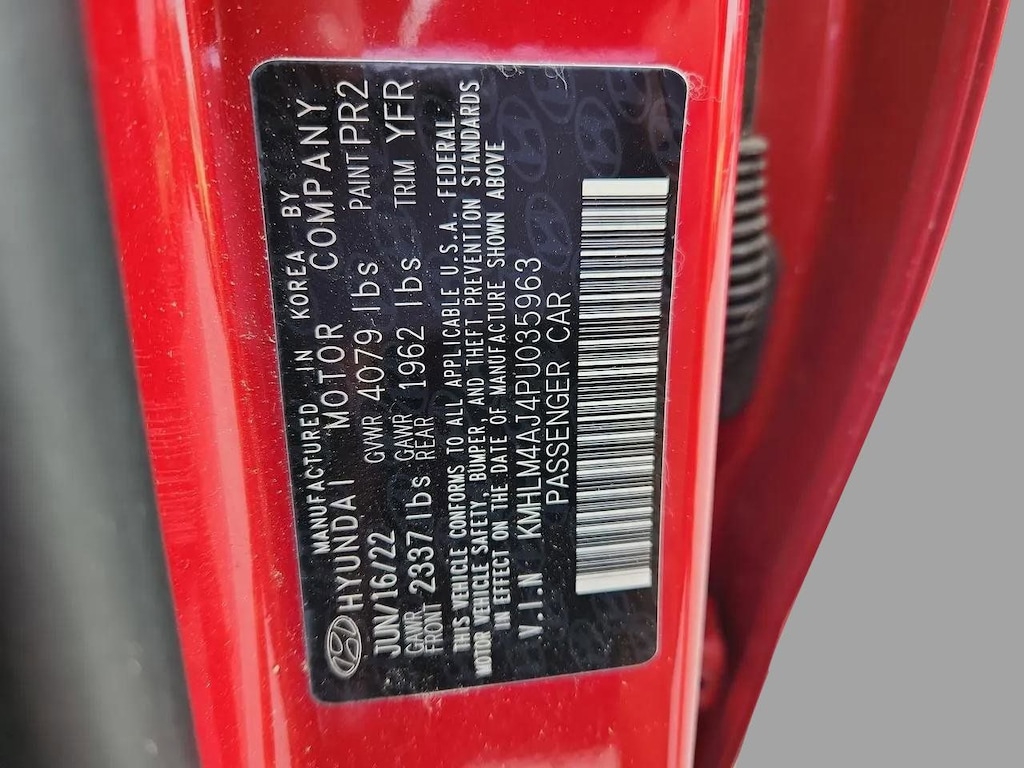 MANUFACTURED IN KOREA BY
HYUNDAI MOTOR COMPANY
JUN/16/22 GVWR 4079 lbs PAINT PR2
GAWR FRONT 2337 lbs GAWR REAR 1962 lbs TRIM YFR
THIS VEHICLE CONFORMS TO ALL APPLICABLE U.S.A. FEDERAL
MOTOR VEHICLE SAFETY, BUMPER, AND THEFT PREVENTION STANDARDS
IN EFFECT ON THE DATE OF MANUFACTURE SHOWN ABOVE
V.I.N KMHLM4AJ4PU035963
PASSENGER CAR